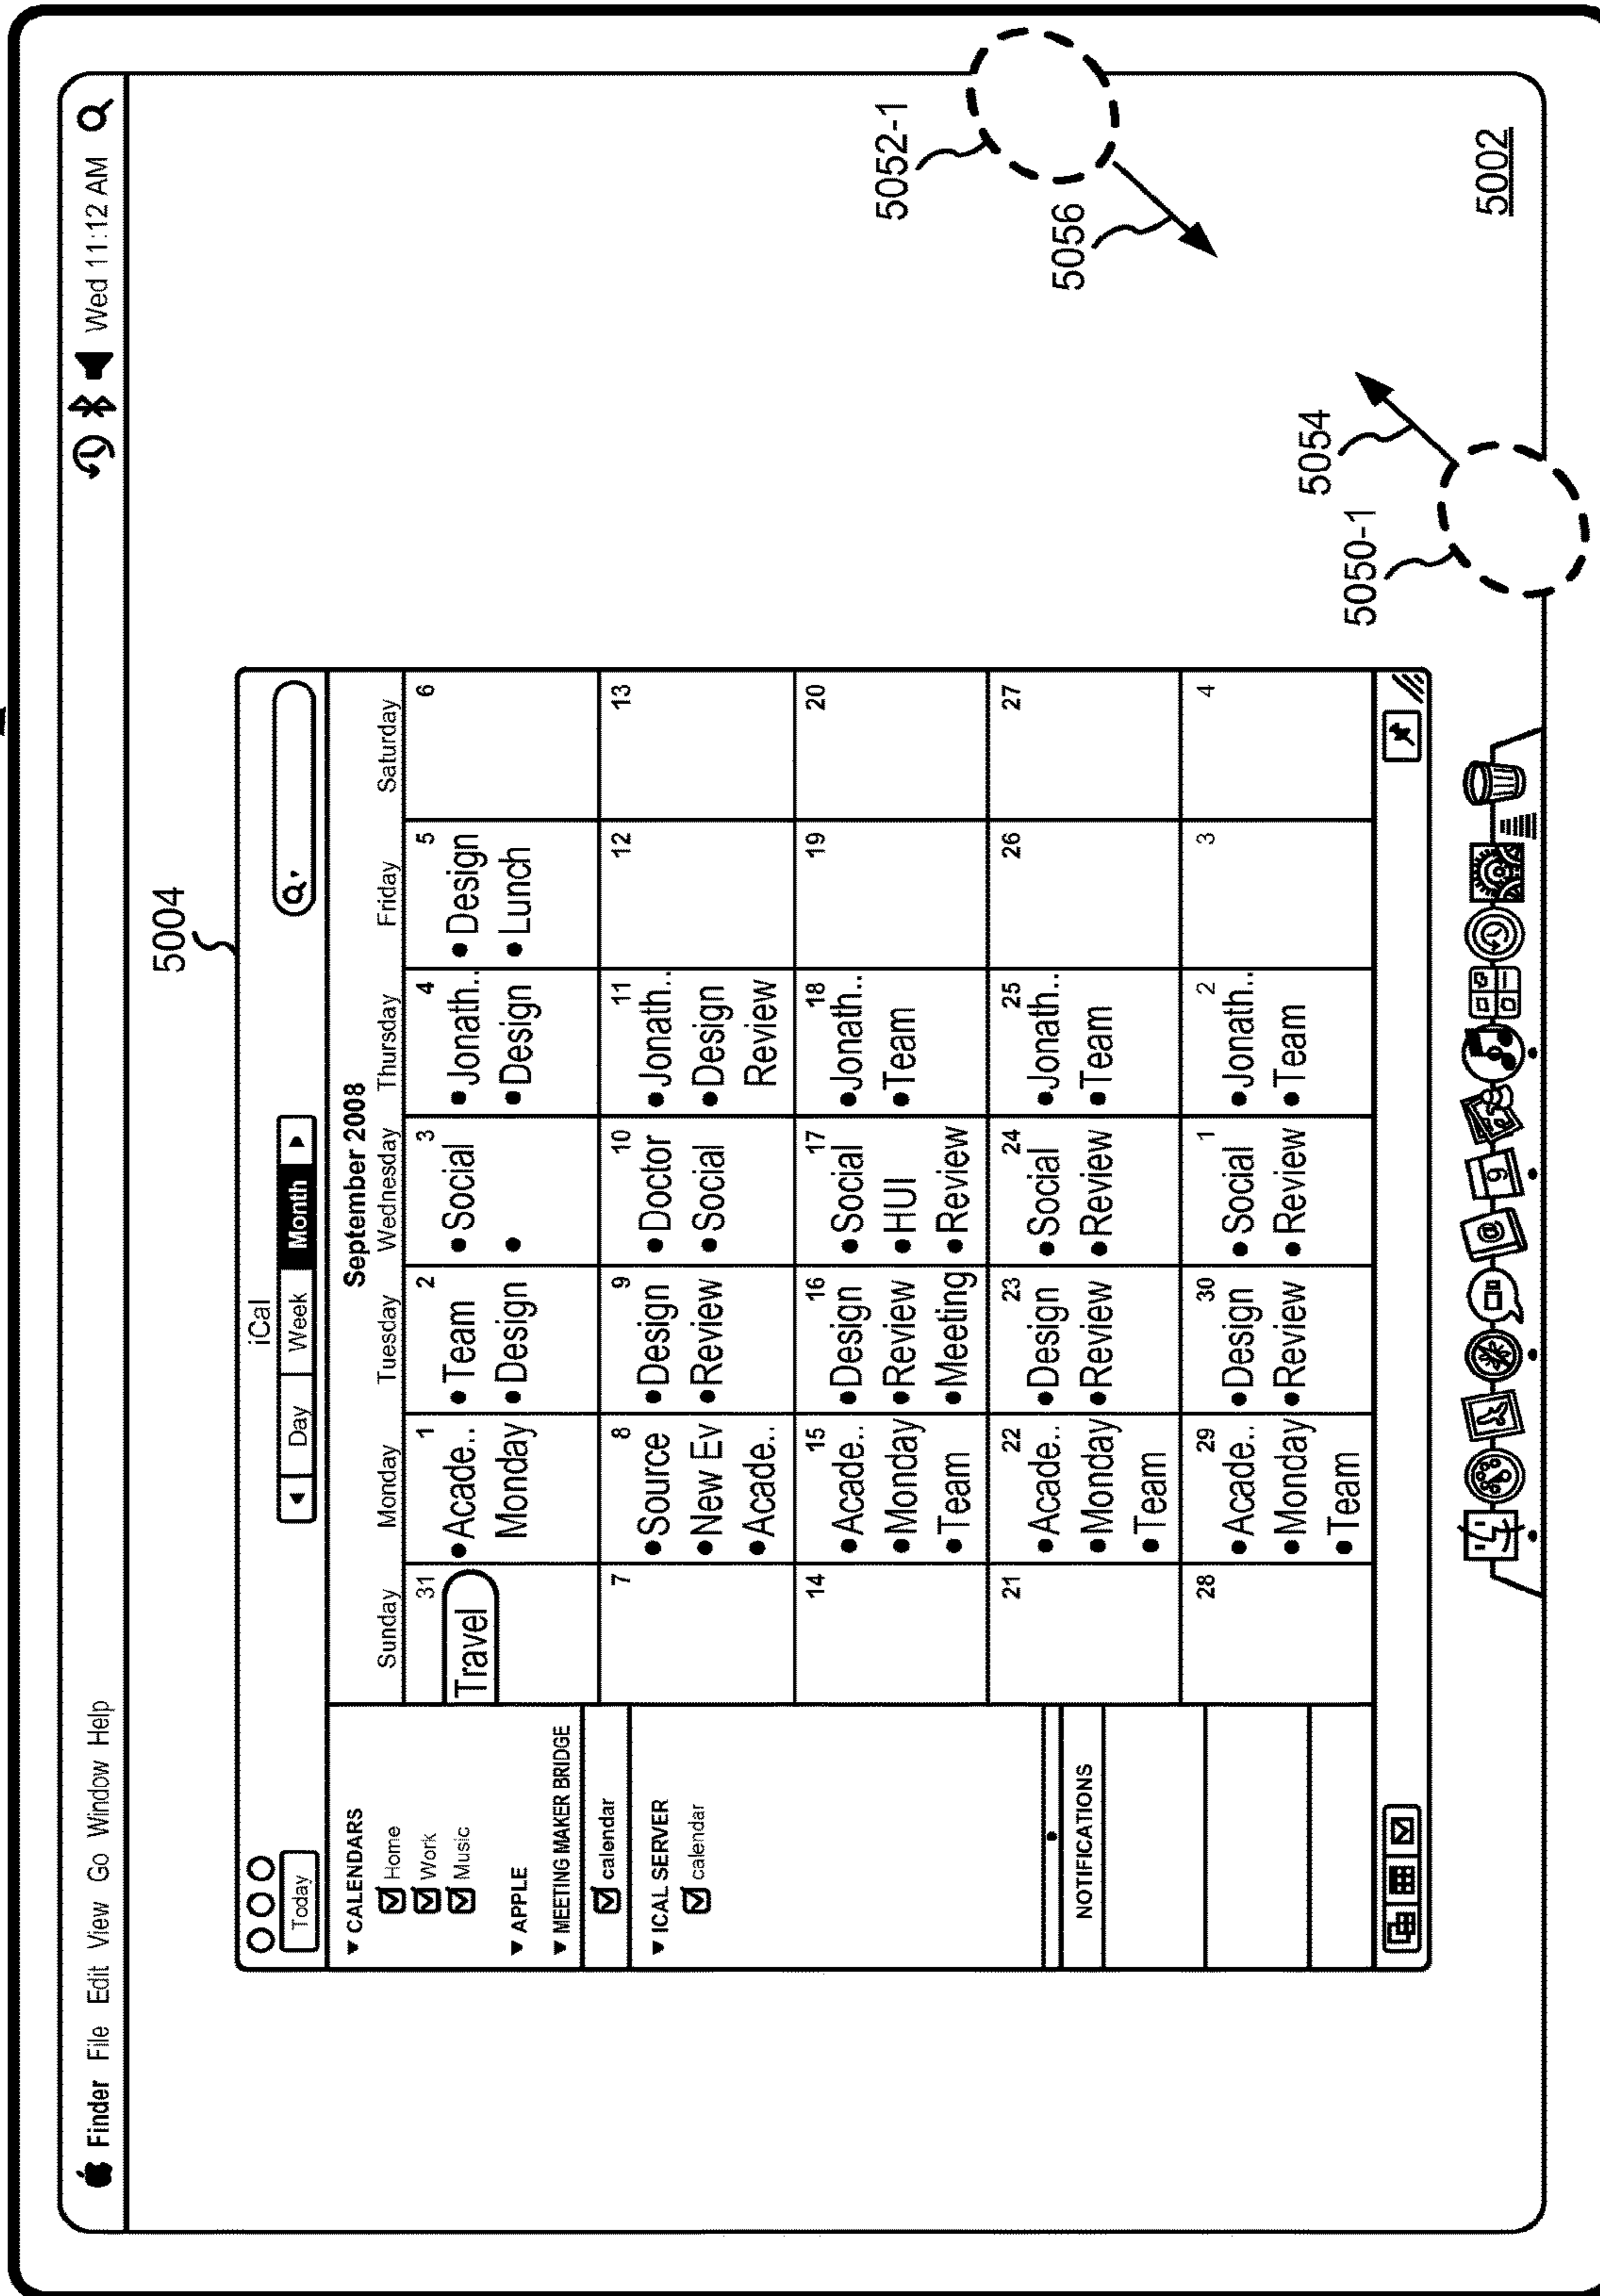 Finder File Edit View Go Window Help
Wed 11:12 AM
5004
iCal
Today
Day Week Month
September 2008
Sunday Monday Tuesday Wednesday Thursday Friday Saturday
CALENDARS
Home
Work
Music
APPLE
MEETING MAKER BRIDGE
calendar
ICAL SERVER
calendar
NOTIFICATIONS
31 1 2 3 4 5 6
Travel •Acade.. •Team •Social •Jonath.. •Design
Monday •Design • •Design •Lunch
7 8 9 10 11 12 13
•Source •Design •Doctor •Jonath..
•New Ev •Review •Social •Design
•Acade.. Review
14 15 16 17 18 19 20
•Acade.. •Design •Social •Jonath..
•Monday •Review •HUI •Team
•Team •Meeting •Review
21 22 23 24 25 26 27
•Acade.. •Design •Social •Jonath..
•Monday •Review •Review •Team
•Team
28 29 30 1 2 3 4
•Acade.. •Design •Social •Jonath..
•Monday •Review •Review •Team
•Team
@ 9
5052-1
5056
5054
5050-1
5002